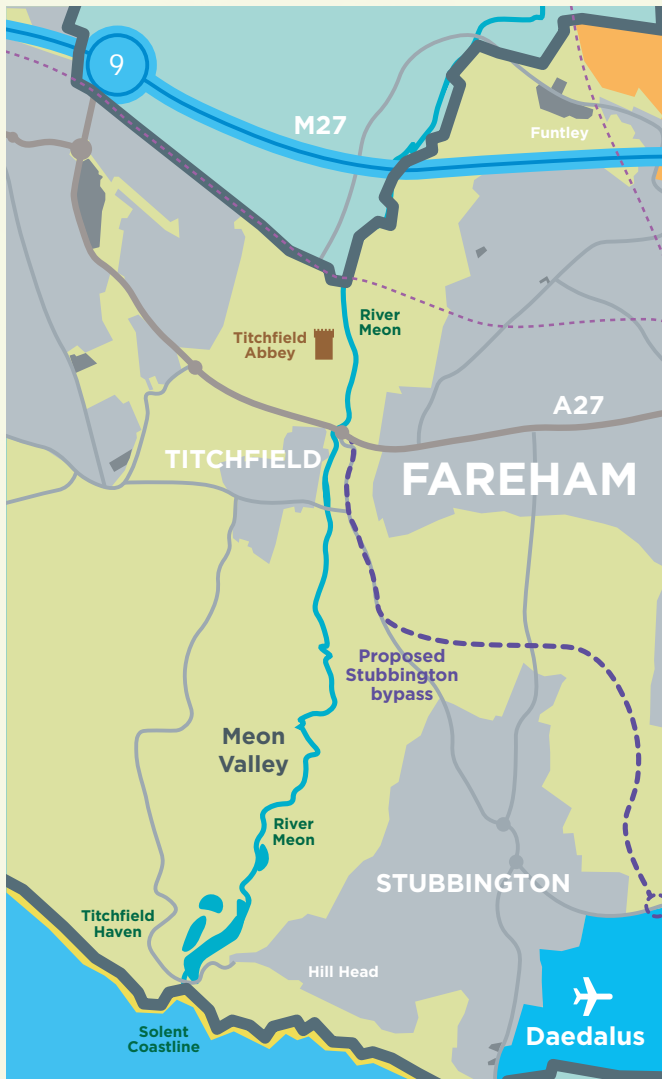 9
M27
Funtley
River
Meon
Titchfield
Abbey
A27
TITCHFIELD
FAREHAM
Proposed
Stubbington
bypass
Meon
Valley
River
Meon
STUBBINGTON
Titchfield
Haven
Hill Head
Solent
Coastline
Daedalus